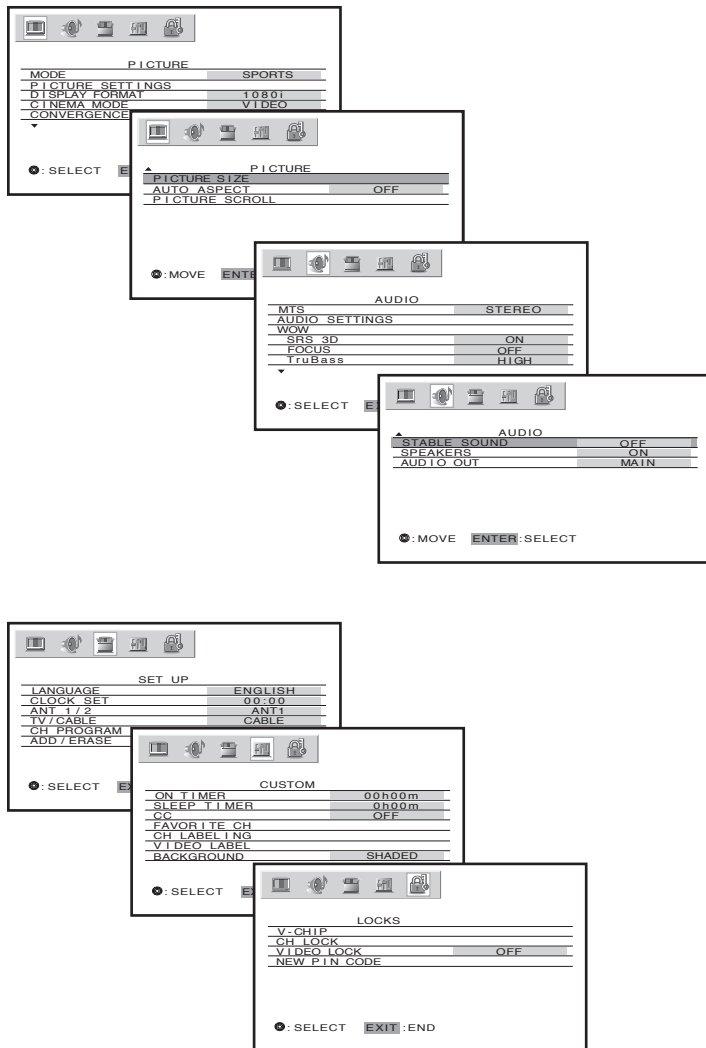 PICTURE
MODE SPORTS
PICTURE SETTINGS
DISPLAY FORMAT 1080i
CINEMA MODE VIDEO
CONVERGENCE
: SELECT
PICTURE
PICTURE SIZE
AUTO ASPECT OFF
PICTURE SCROLL
:MOVE
AUDIO
MTS STEREO
AUDIO SETTINGS
WOW
SRS 3D ON
FOCUS OFF
TruBass HIGH
:SELECT
AUDIO
STABLE SOUND OFF
SPEAKERS ON
AUDIO OUT MAIN
:MOVE ENTER:SELECT
SET UP
LANGUAGE ENGLISH
CLOCK SET 00:00
ANT 1/2 ANT1
TV/CABLE CABLE
CH PROGRAM
ADD/ERASE
:SELECT
CUSTOM
ON TIMER 00h00m
SLEEP TIMER 0h00m
CC OFF
FAVORITE CH
CH LABELING
VIDEO LABEL
BACKGROUND SHADED
:SELECT
LOCKS
V-CHIP
CH LOCK
VIDEO LOCK OFF
NEW PIN CODE
:SELECT EXIT:END